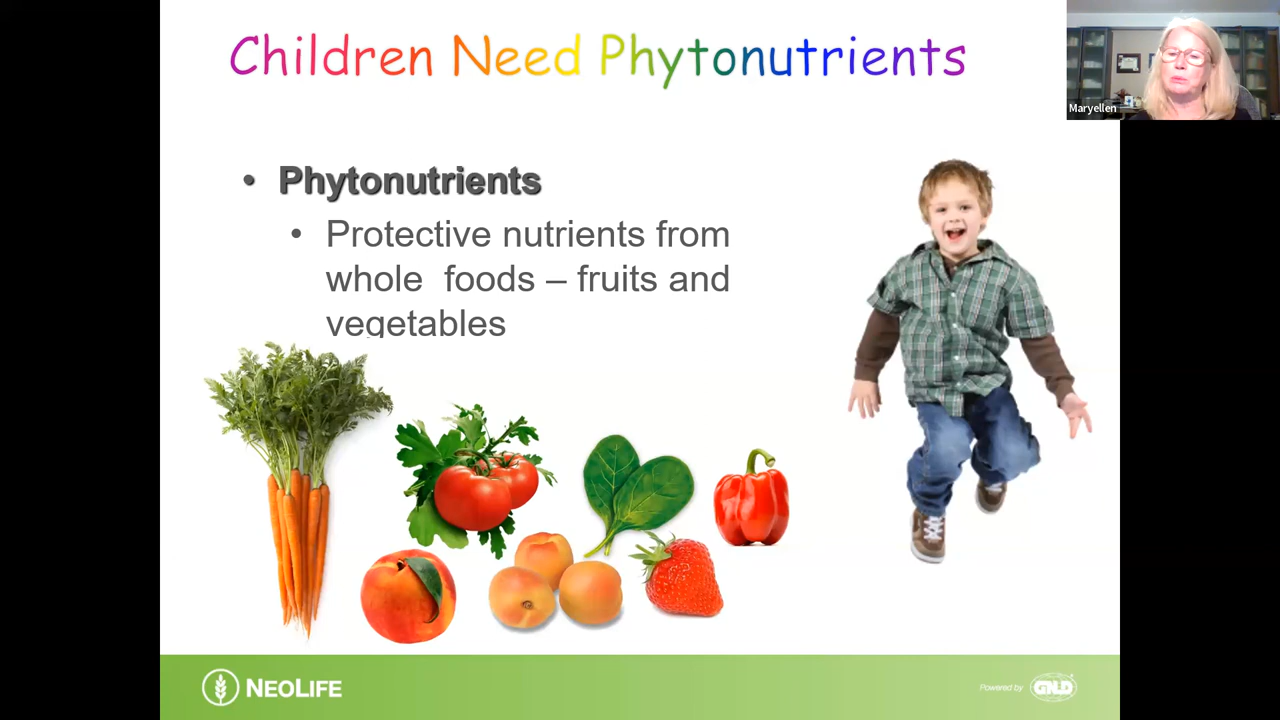 Children Need Phytonutrients
Maryellen
• Phytonutrients
• Protective nutrients from
whole foods – fruits and
vegetables
NEOLIFE
Powered by GNLD